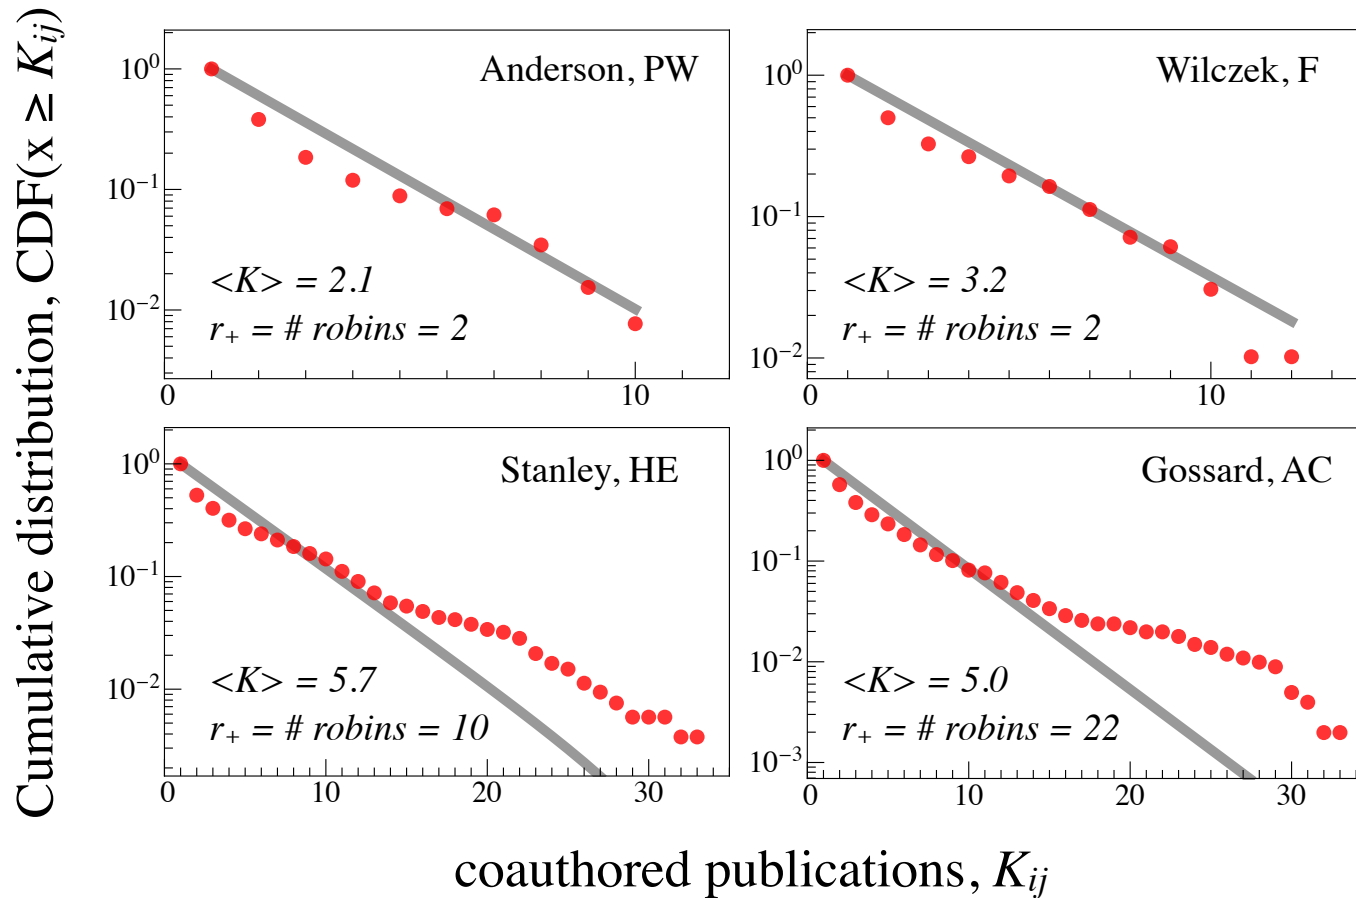 Cumulative distribution, CDF(x ≥ K_ij)
Anderson, PW
10^0
10^−1
10^−2
<K> = 2.1
r_+ = # robins = 2
0
10
Wilczek, F
10^0
10^−1
10^−2
<K> = 3.2
r_+ = # robins = 2
0
10
Stanley, HE
10^0
10^−1
10^−2
<K> = 5.7
r_+ = # robins = 10
0
10
20
30
Gossard, AC
10^0
10^−1
10^−2
10^−3
<K> = 5.0
r_+ = # robins = 22
0
10
20
30
coauthored publications, K_ij